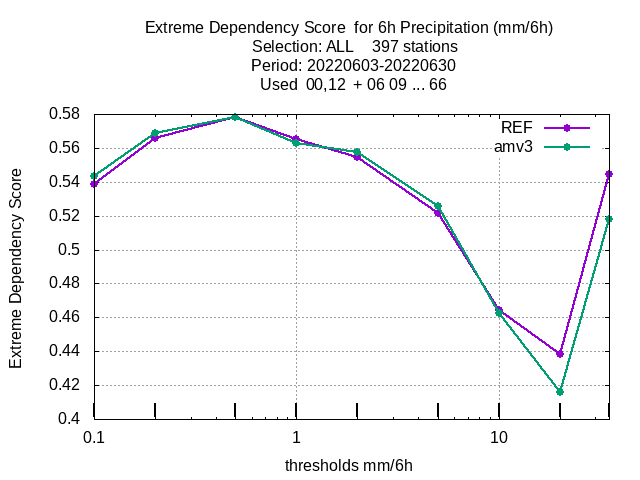 Extreme Dependency Score  for 6h Precipitation (mm/6h)
Selection: ALL    397 stations
Period: 20220603-20220630
Used  00,12  + 06 09 ... 66
REF
amv3
0.58
0.56
0.54
0.52
0.5
0.48
0.46
0.44
0.42
0.4
Extreme Dependency Score
0.1 1 10
thresholds mm/6h